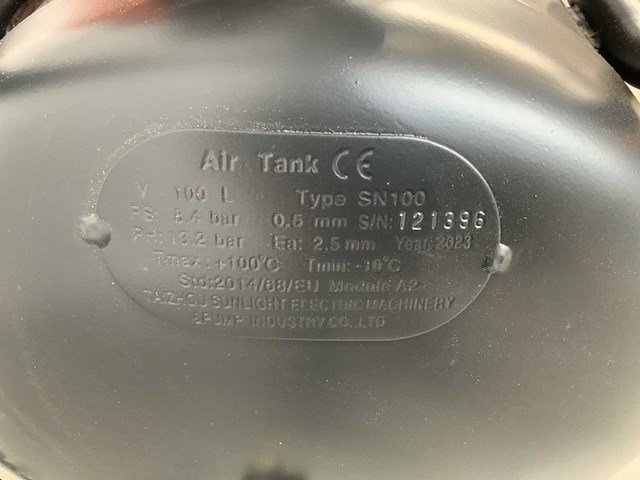 Air Tank CE
V 100 L Type SN100
PS: 8.4 bar 0.5 mm S/N: 121396
PH: 13.2 bar Ea: 2.5 mm Year: 2023
Tmax: +100°C Tmin: -10°C
Std:2014/68/EU Module A2
TAIZHOU SUNLIGHT ELECTRIC MACHINERY
&PUMP INDUSTRY CO.,LTD